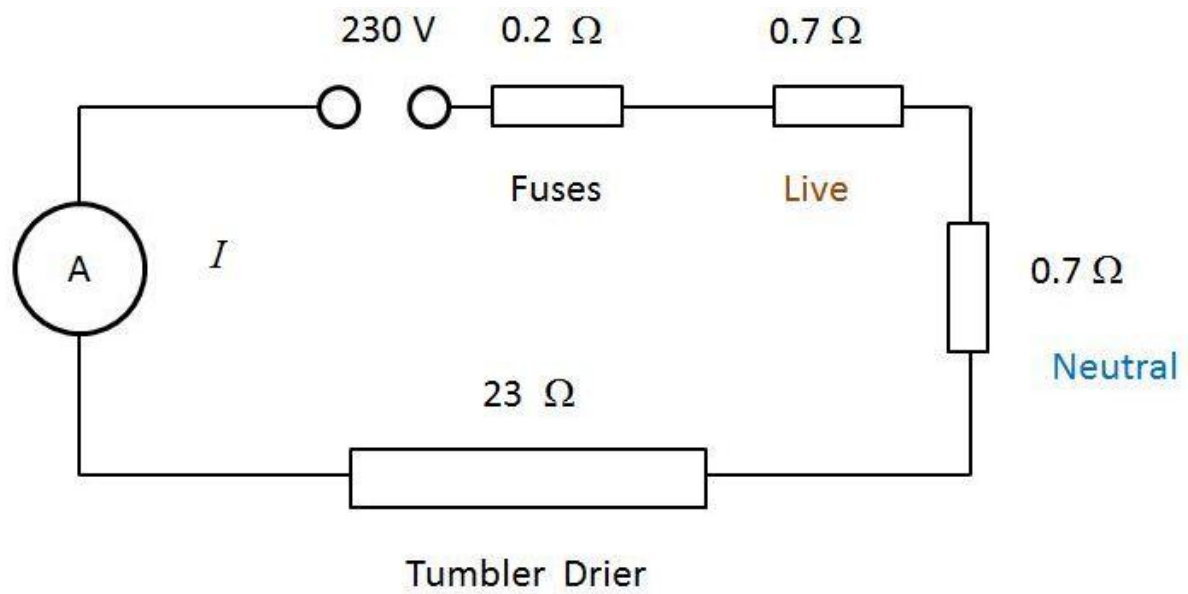 230 V 0.2 Ω 0.7 Ω
Fuses Live
A I 0.7 Ω
Neutral
23 Ω
Tumbler Drier